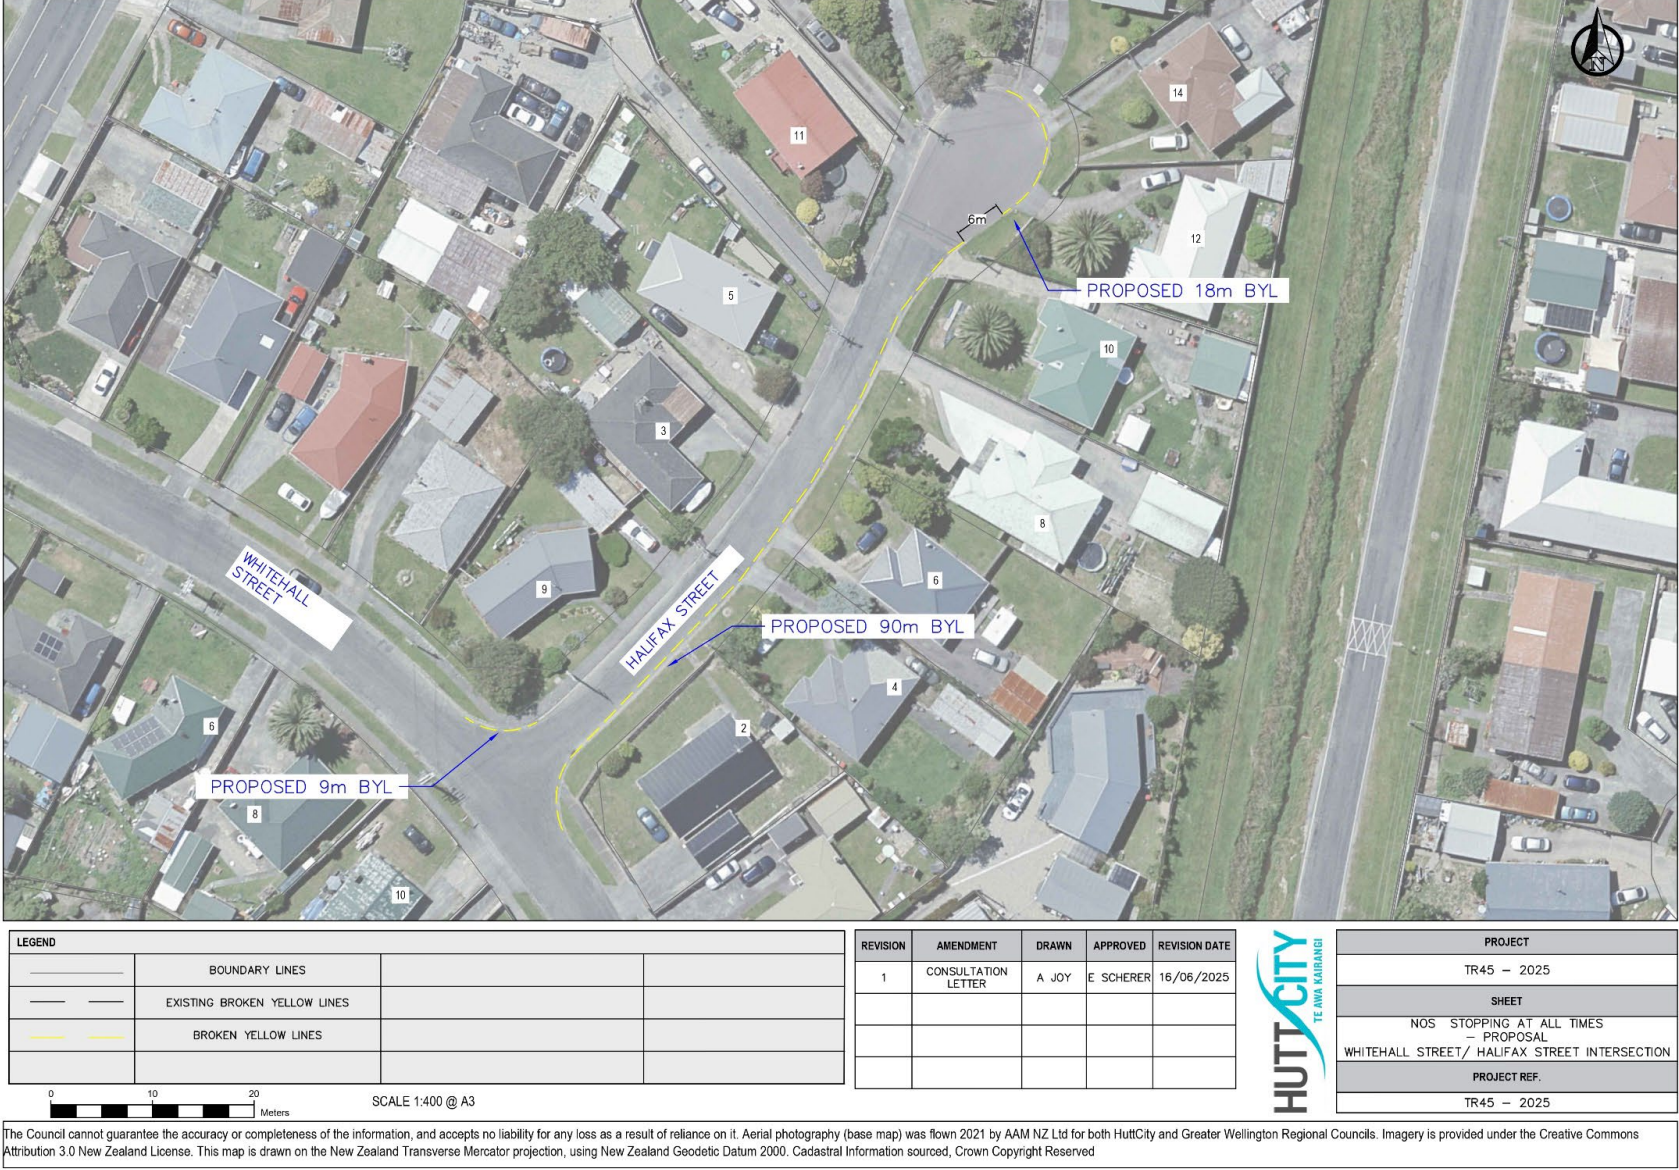 N
14
11
6m
12
PROPOSED 18m BYL
5
10
3
8
WHITEHALL
STREET
9
6
HALIFAX STREET
PROPOSED 90m BYL
4
6
2
PROPOSED 9m BYL
8
10
LEGEND
BOUNDARY LINES
EXISTING BROKEN YELLOW LINES
BROKEN YELLOW LINES
0 10 20
Meters
SCALE 1:400 @ A3
REVISION AMENDMENT DRAWN APPROVED REVISION DATE
1 CONSULTATION LETTER A JOY E SCHERER 16/06/2025
HUTT CITY
TE AWA KAIRANGI
PROJECT
TR45 – 2025
SHEET
NOS STOPPING AT ALL TIMES
– PROPOSAL
WHITEHALL STREET/ HALIFAX STREET INTERSECTION
PROJECT REF.
TR45 – 2025
The Council cannot guarantee the accuracy or completeness of the information, and accepts no liability for any loss as a result of reliance on it. Aerial photography (base map) was flown 2021 by AAM NZ Ltd for both HuttCity and Greater Wellington Regional Councils. Imagery is provided under the Creative Commons
Attribution 3.0 New Zealand License. This map is drawn on the New Zealand Transverse Mercator projection, using New Zealand Geodetic Datum 2000. Cadastral Information sourced, Crown Copyright Reserved